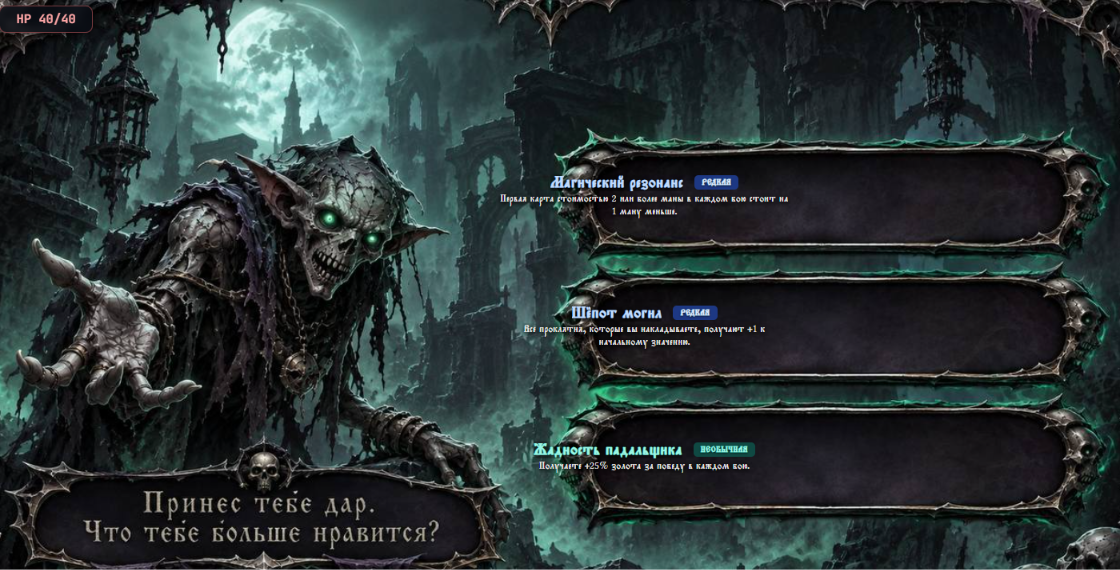 HP 40/40
Магический резонанс РЕДКАЯ
Первая карта стоимостью 2 или более маны в каждом бою стоит на
1 ману меньше.
Шёпот могил РЕДКАЯ
Все проклятия, которые вы накладываете, получают +1 к
начальному значению.
Жадность падальщика НЕОБЫЧНАЯ
Получаете +25% золота за победу в каждом бою.
Принес тебе дар.
Что тебе больше нравится?